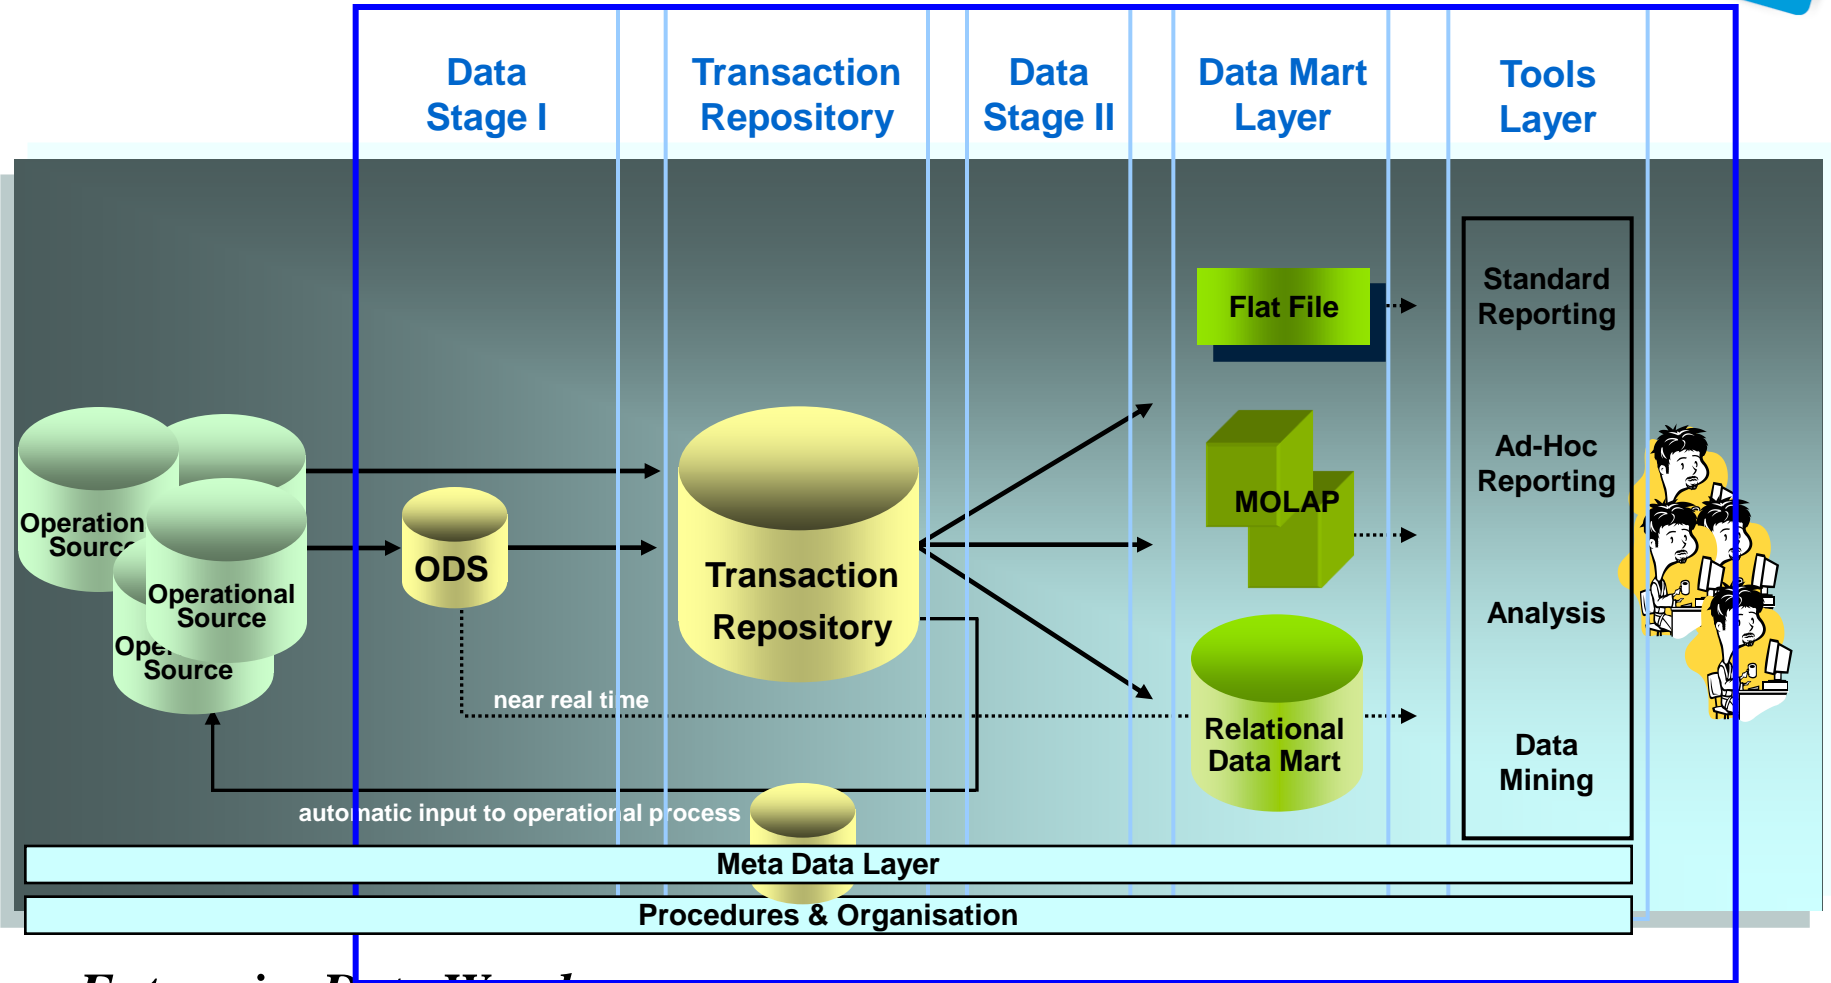 Data
Stage I
Transaction
Repository
Data
Stage II
Data Mart
Layer
Tools
Layer
Flat File
Standard
Reporting
MOLAP
Ad-Hoc
Reporting
Source
Operational
Source
Source
ODS
Transaction
Repository
Analysis
near real time
Relational
Data Mart
Data
Mining
automatic input to operational process
Meta Data Layer
Procedures & Organisation